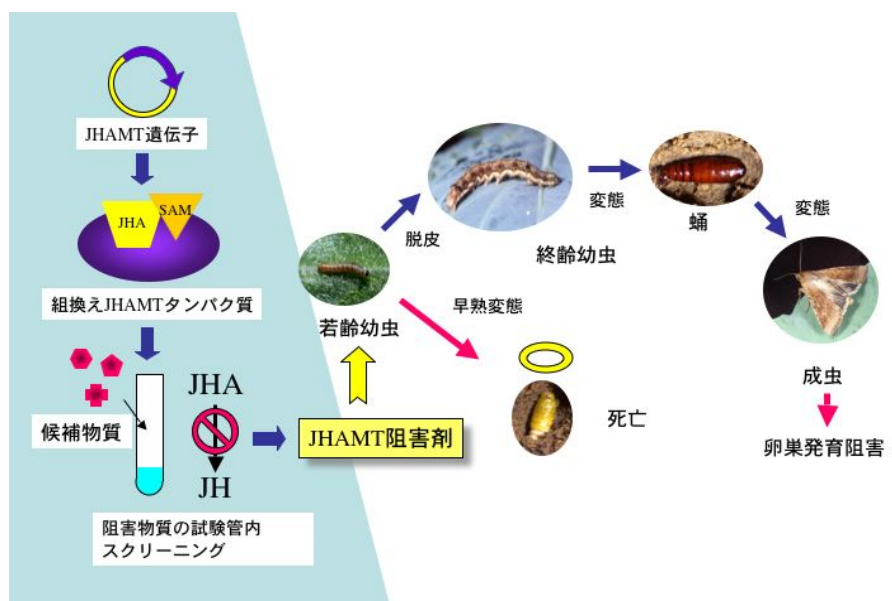 JHAMT遺伝子
JHA
SAM
組換えJHAMTタンパク質
候補物質
JHA
JH
阻害物質の試験管内
スクリーニング
JHAMT阻害剤
若齢幼虫
脱皮
終齢幼虫
変態
蛹
変態
成虫
卵巣発育阻害
早熟変態
死亡